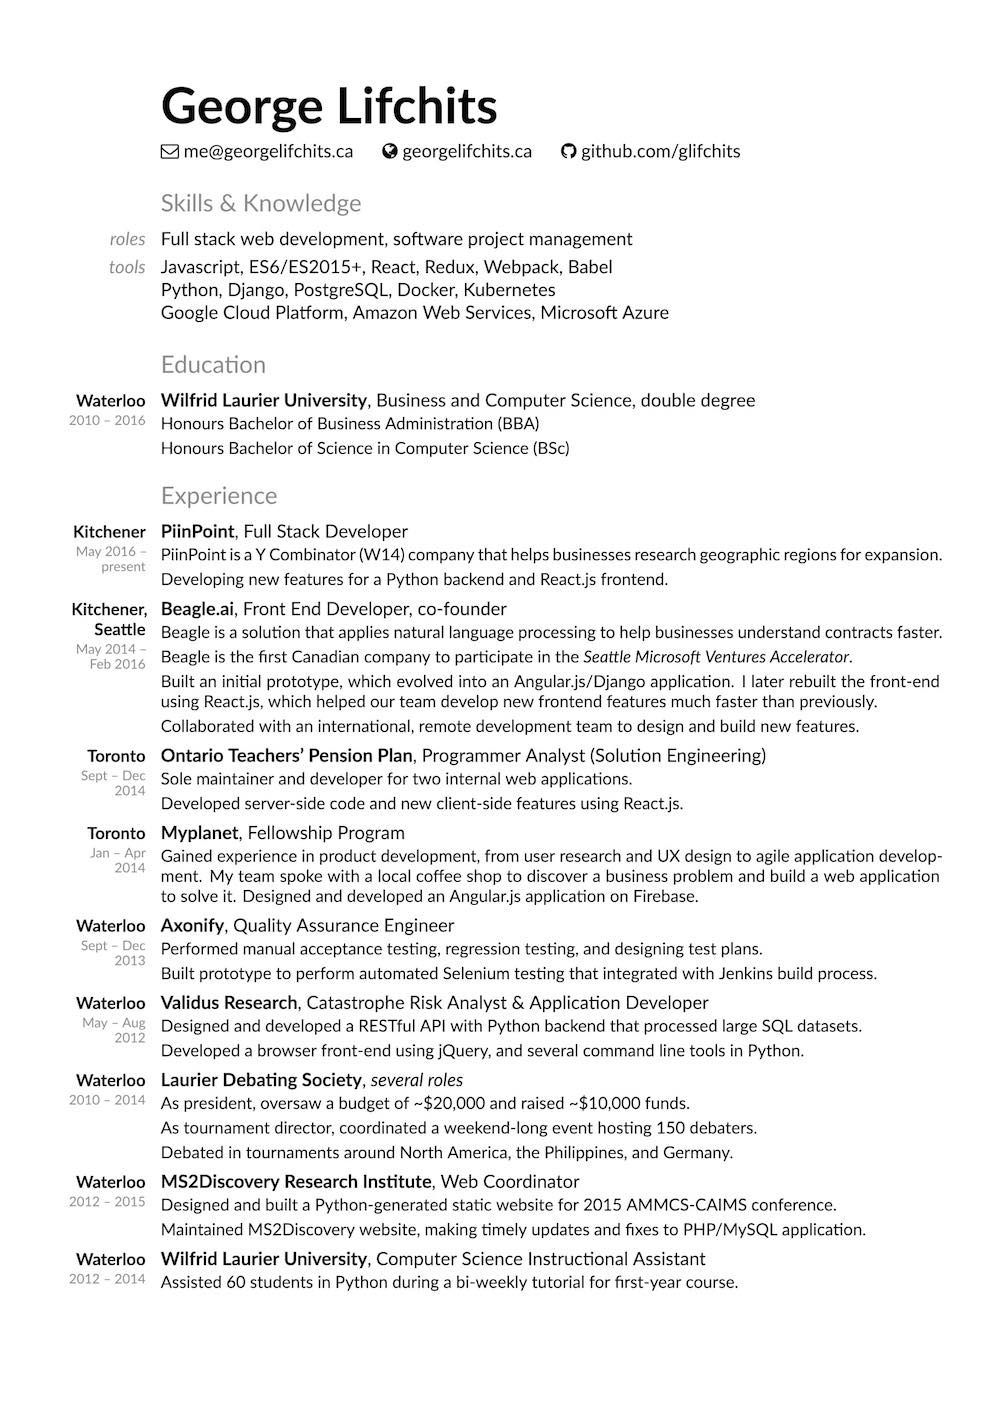 George Lifchits
me@georgelifchits.ca georgelifchits.ca github.com/glifchits
Skills & Knowledge
roles Full stack web development, software project management
tools Javascript, ES6/ES2015+, React, Redux, Webpack, Babel
Python, Django, PostgreSQL, Docker, Kubernetes
Google Cloud Platform, Amazon Web Services, Microsoft Azure
Education
Waterloo Wilfrid Laurier University, Business and Computer Science, double degree
2010 – 2016 Honours Bachelor of Business Administration (BBA)
Honours Bachelor of Science in Computer Science (BSc)
Experience
Kitchener PiinPoint, Full Stack Developer
May 2016 – PiinPoint is a Y Combinator (W14) company that helps businesses research geographic regions for expansion.
present Developing new features for a Python backend and React.js frontend.
Kitchener, Beagle.ai, Front End Developer, co-founder
Seattle Beagle is a solution that applies natural language processing to help businesses understand contracts faster.
May 2014 – Beagle is the first Canadian company to participate in the Seattle Microsoft Ventures Accelerator.
Feb 2016
Built an initial prototype, which evolved into an Angular.js/Django application. I later rebuilt the front-end
using React.js, which helped our team develop new frontend features much faster than previously.
Collaborated with an international, remote development team to design and build new features.
Toronto Ontario Teachers’ Pension Plan, Programmer Analyst (Solution Engineering)
Sept – Dec Sole maintainer and developer for two internal web applications.
2014 Developed server-side code and new client-side features using React.js.
Toronto Myplanet, Fellowship Program
Jan – Apr Gained experience in product development, from user research and UX design to agile application develop-
2014 ment. My team spoke with a local coffee shop to discover a business problem and build a web application
to solve it. Designed and developed an Angular.js application on Firebase.
Waterloo Axonify, Quality Assurance Engineer
Sept – Dec Performed manual acceptance testing, regression testing, and designing test plans.
2013 Built prototype to perform automated Selenium testing that integrated with Jenkins build process.
Waterloo Validus Research, Catastrophe Risk Analyst & Application Developer
May – Aug Designed and developed a RESTful API with Python backend that processed large SQL datasets.
2012 Developed a browser front-end using jQuery, and several command line tools in Python.
Waterloo Laurier Debating Society, several roles
2010 – 2014 As president, oversaw a budget of ~$20,000 and raised ~$10,000 funds.
As tournament director, coordinated a weekend-long event hosting 150 debaters.
Debated in tournaments around North America, the Philippines, and Germany.
Waterloo MS2Discovery Research Institute, Web Coordinator
2012 – 2015 Designed and built a Python-generated static website for 2015 AMMCS-CAIMS conference.
Maintained MS2Discovery website, making timely updates and fixes to PHP/MySQL application.
Waterloo Wilfrid Laurier University, Computer Science Instructional Assistant
2012 – 2014 Assisted 60 students in Python during a bi-weekly tutorial for first-year course.